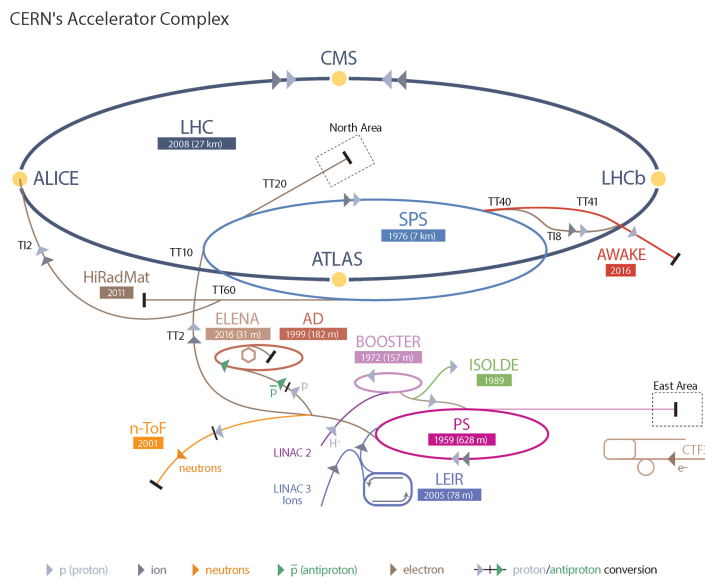 CERN's Accelerator Complex
CMS
LHC
2008 (27 km)
North Area
ALICE
TT20
LHCb
TT40
TT41
SPS
1976 (7 km)
TI2
TT10
TI8
ATLAS
AWAKE
2016
HiRadMat
2011
TT60
ELENA
2016 (31 m)
AD
1999 (182 m)
TT2
BOOSTER
1972 (157 m)
ISOLDE
1989
p̅
p
East Area
n-ToF
2001
PS
1959 (628 m)
LINAC 2
H⁻
neutrons
CTF3
e⁻
LINAC 3
Ions
LEIR
2005 (78 m)
p (proton)
ion
neutrons
p̅ (antiproton)
electron
proton/antiproton conversion